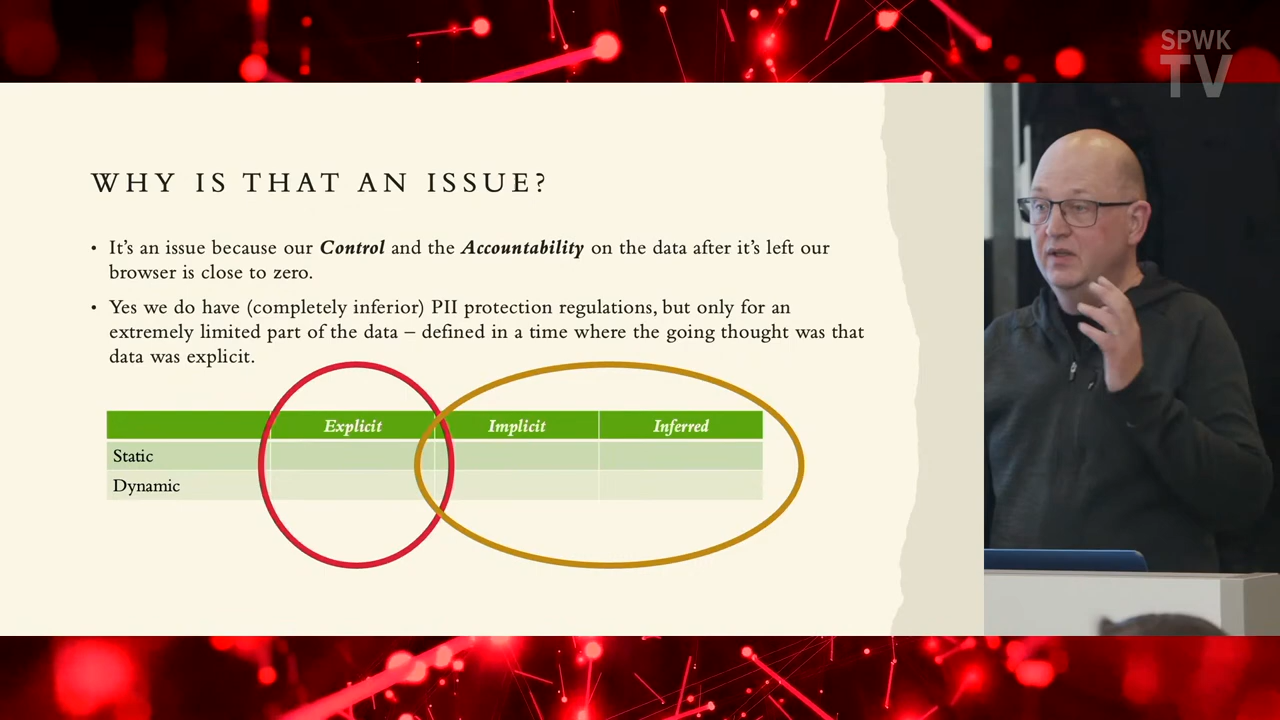 SPWK
TV
WHY IS THAT AN ISSUE?
• It’s an issue because our Control and the Accountability on the data after it’s left our
browser is close to zero.
• Yes we do have (completely inferior) PII protection regulations, but only for an
extremely limited part of the data – defined in a time where the going thought was that
data was explicit.
Explicit Implicit Inferred
Static
Dynamic